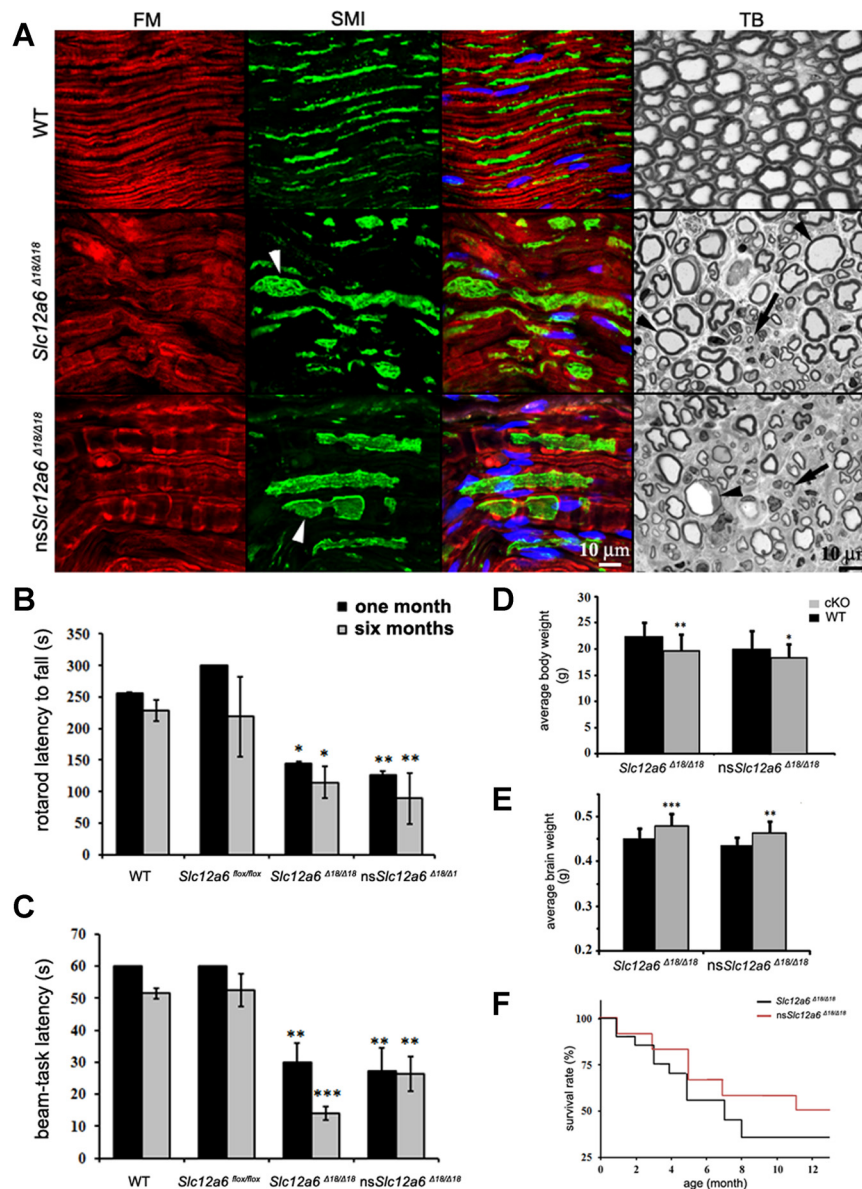 FM SMI TB
A
WT
Slc12a6 Δ18/Δ18
nsSlc12a6 Δ18/Δ18
10 μm
10 μm
B
one month
six months
rotarod latency to fall (s)
350
300
250
200
150
100
50
0
WT Slc12a6 flox/flox Slc12a6 Δ18/Δ18 nsSlc12a6 Δ18/Δ1
* * ** **
C
beam-task latency (s)
70
60
50
40
30
20
10
0
** *** ** **
WT Slc12a6 flox/flox Slc12a6 Δ18/Δ18 nsSlc12a6 Δ18/Δ18
D
cKO
WT
average body weight
(g)
30
25
20
15
10
5
0
** *
Slc12a6 Δ18/Δ18 nsSlc12a6 Δ18/Δ18
E
average brain weight
(g)
0.5
0.4
0.3
0.2
*** **
Slc12a6 Δ18/Δ18 nsSlc12a6 Δ18/Δ18
F
Slc12a6 Δ18/Δ18
nsSlc12a6 Δ18/Δ18
survival rate (%)
100
75
50
25
0 2 4 6 8 10 12
age (month)